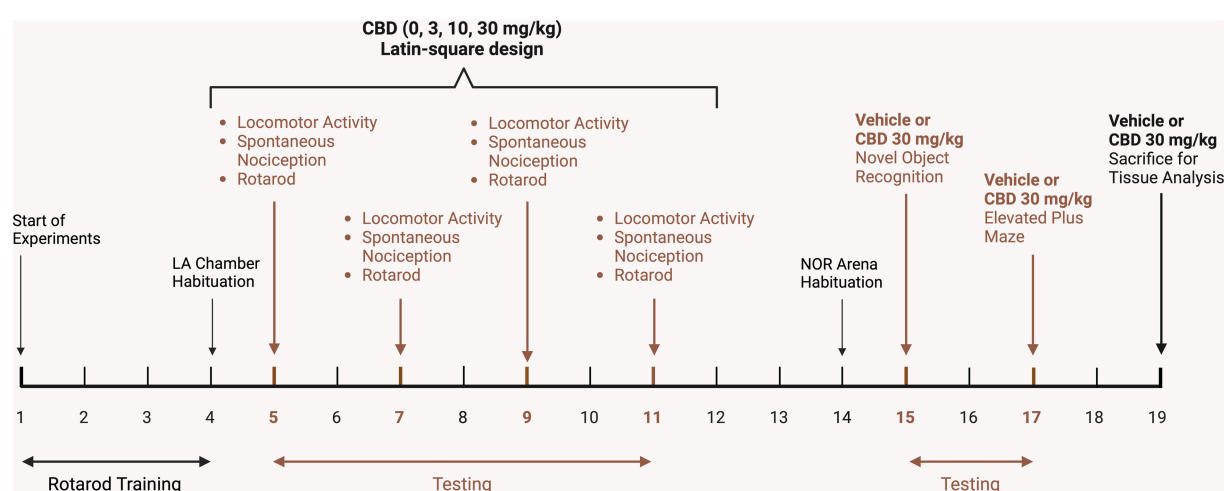 CBD (0, 3, 10, 30 mg/kg)
Latin-square design
• Locomotor Activity
• Spontaneous
Nociception
• Rotarod
• Locomotor Activity
• Spontaneous
Nociception
• Rotarod
Vehicle or
CBD 30 mg/kg
Novel Object
Recognition
Vehicle or
CBD 30 mg/kg
Sacrifice for
Tissue Analysis
Vehicle or
CBD 30 mg/kg
Elevated Plus
Maze
Start of
Experiments
• Locomotor Activity
• Spontaneous
Nociception
• Rotarod
• Locomotor Activity
• Spontaneous
Nociception
• Rotarod
LA Chamber
Habituation
NOR Arena
Habituation
1 2 3 4 5 6 7 8 9 10 11 12 13 14 15 16 17 18 19
Rotarod Training
Testing
Testing